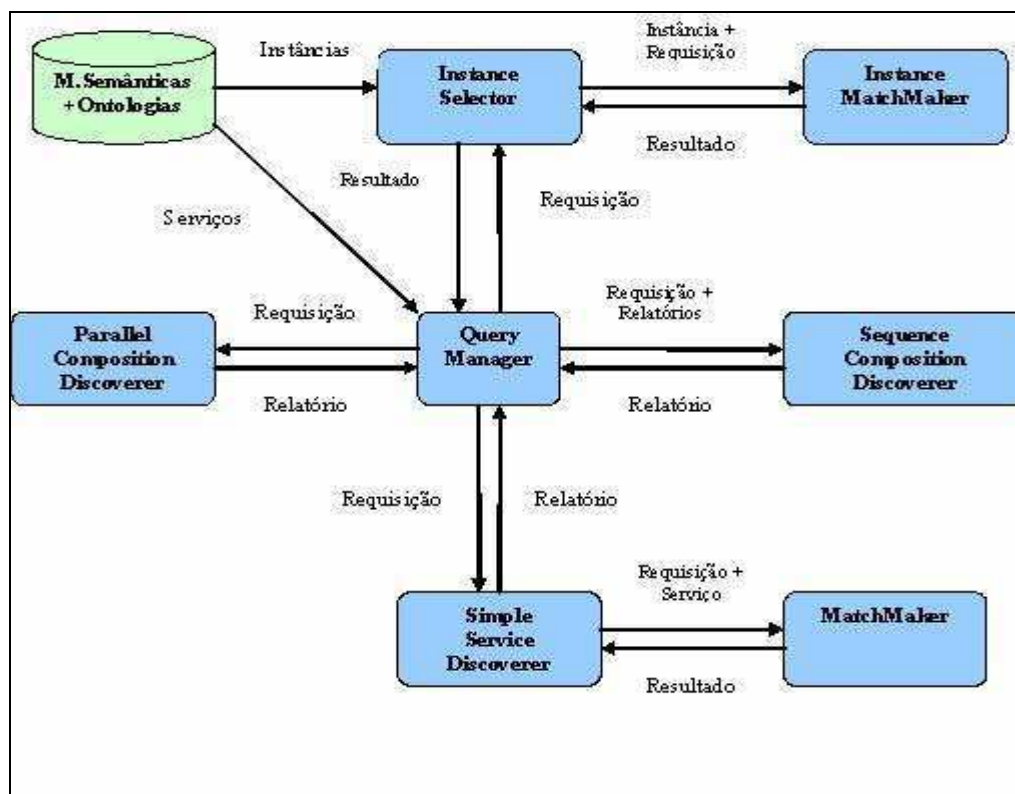 M. Semânticas
+ Ontologias
Instâncias
Instance
Selector
Instância +
Requisição
Instance
MatchMaker
Resultado
Resultado
Requisição
Serviços
Parallel
Composition
Discoverer
Requisição
Relatório
Query
Manager
Requisição +
Relatórios
Relatório
Sequence
Composition
Discoverer
Requisição
Relatório
Simple
Service
Discoverer
Requisição +
Serviço
Resultado
MatchMaker